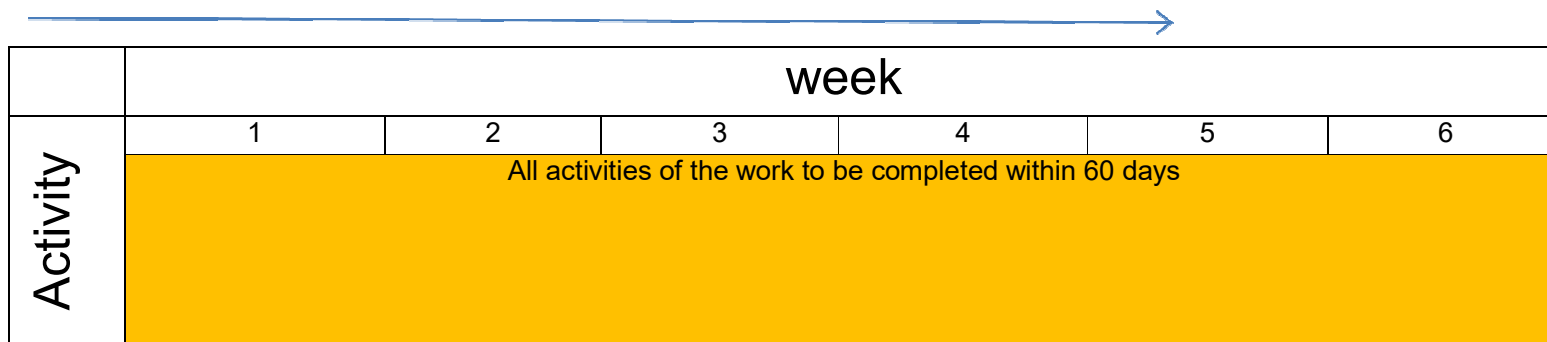 week
1 2 3 4 5 6
Activity
All activities of the work to be completed within 60 days